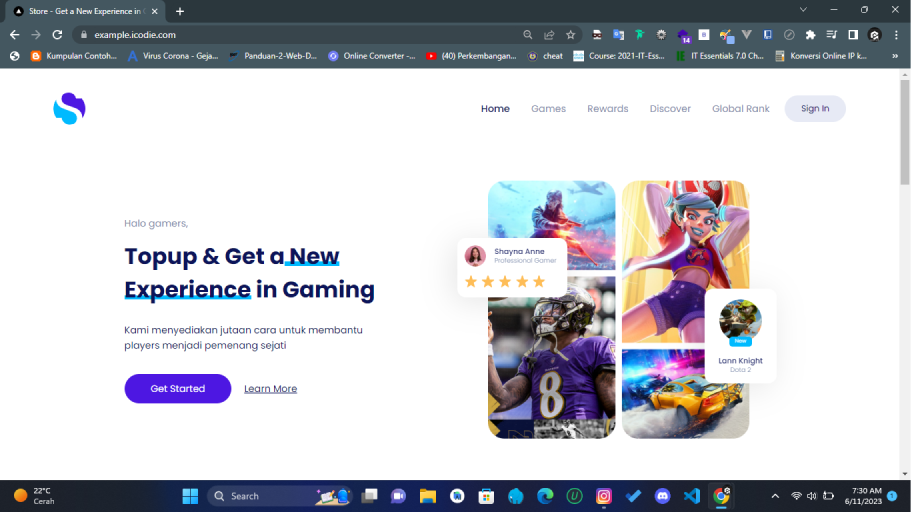 Store - Get a New Experience in G
example.icodie.com
14
Kumpulan Contoh...
Virus Corona - Geja...
Panduan-2-Web-D...
Online Converter -...
(40) Perkembangan...
cheat
Course: 2021-IT-Ess...
IT Essentials 7.0 Ch...
Konversi Online IP k...
»
Home
Games
Rewards
Discover
Global Rank
Sign In
Halo gamers,
Topup & Get a New
Experience in Gaming
Kami menyediakan jutaan cara untuk membantu
players menjadi pemenang sejati
Get Started
Learn More
Shayna Anne
Professional Gamer
8
New
Lann Knight
Dota 2
22°C
Cerah
Search
7:30 AM
6/11/2023
1